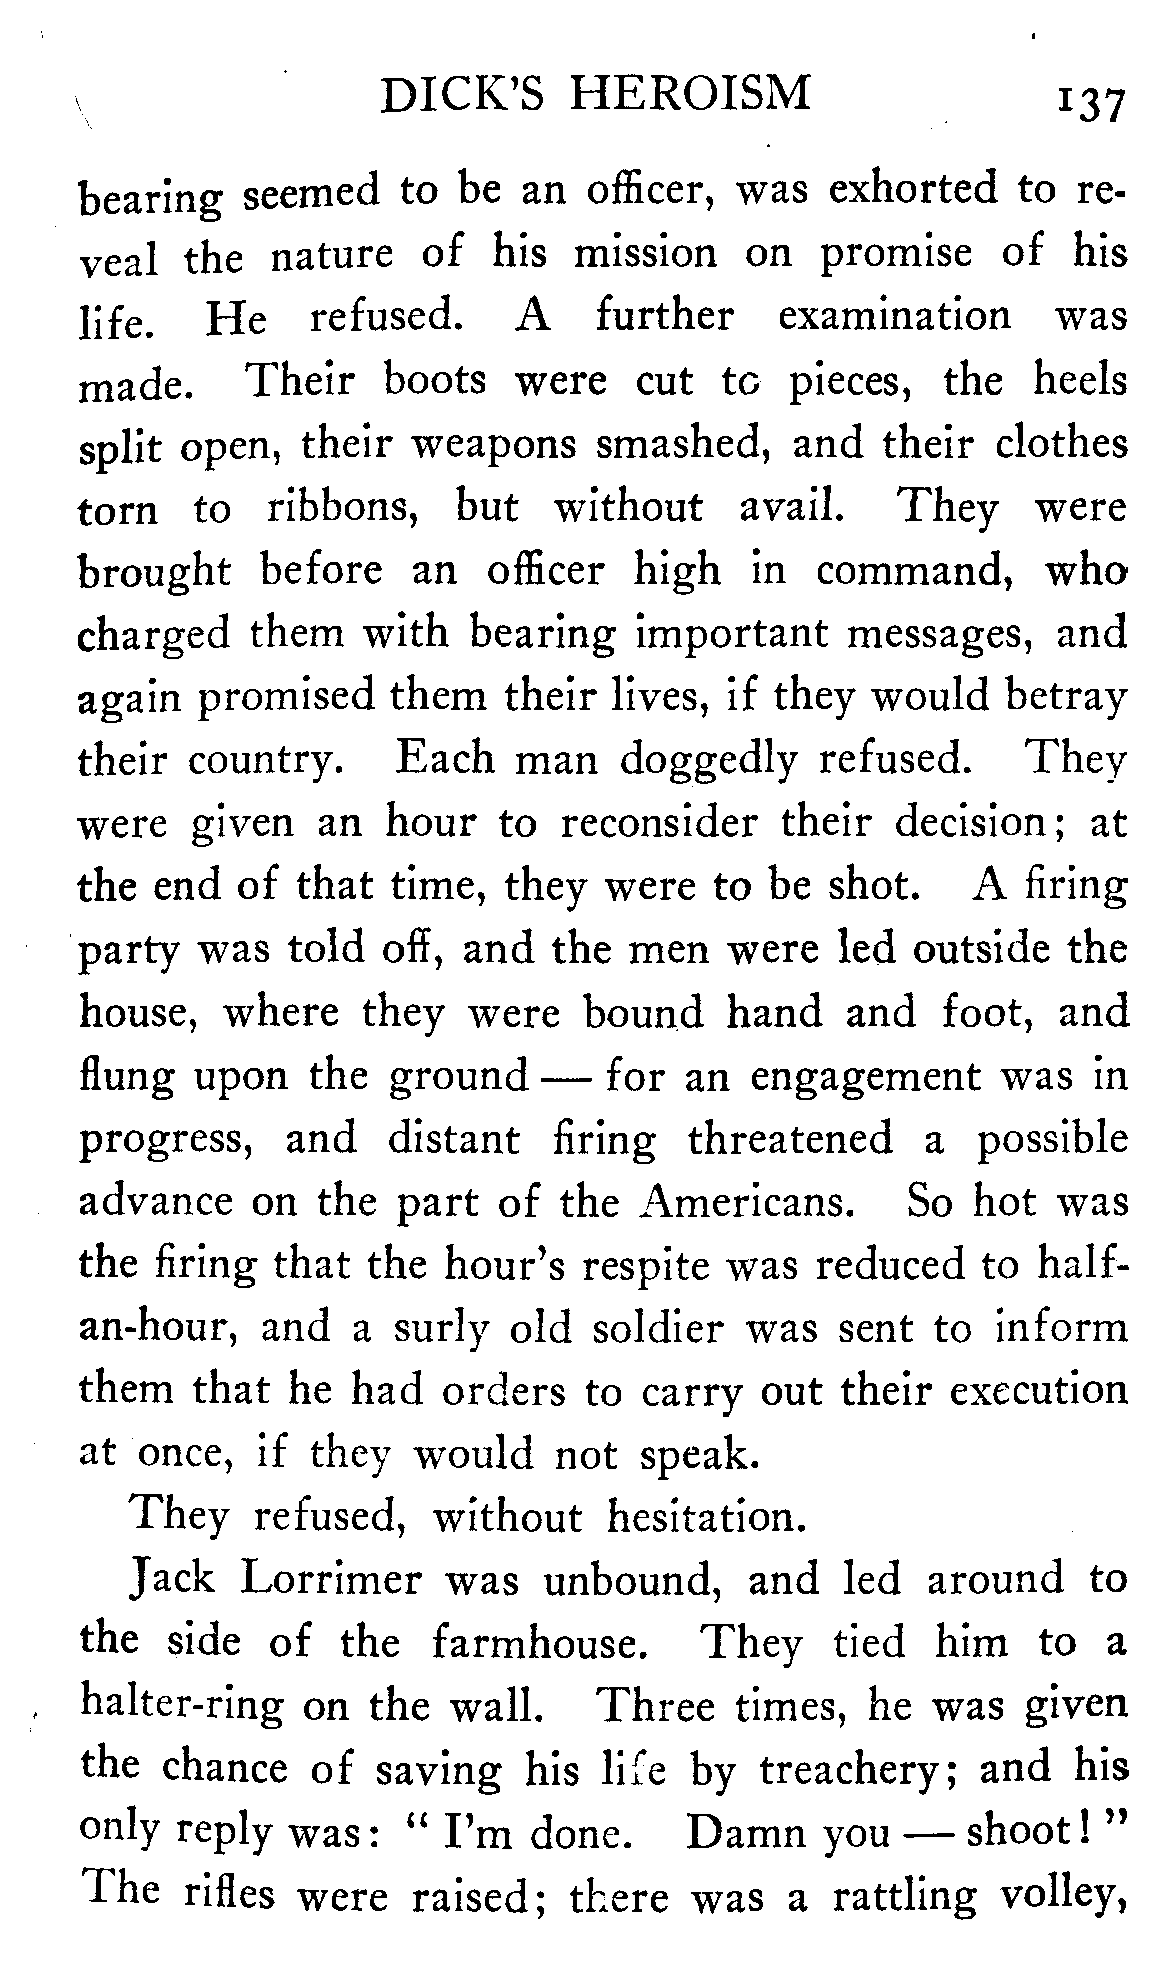 DICK'S HEROISM 137
bearing seemed to be an officer, was exhorted to re-
veal the nature of his mission on promise of his
life. He refused. A further examination was
made. Their boots were cut to pieces, the heels
split open, their weapons smashed, and their clothes
torn to ribbons, but without avail. They were
brought before an officer high in command, who
charged them with bearing important messages, and
again promised them their lives, if they would betray
their country. Each man doggedly refused. They
were given an hour to reconsider their decision; at
the end of that time, they were to be shot. A firing
party was told off, and the men were led outside the
house, where they were bound hand and foot, and
flung upon the ground — for an engagement was in
progress, and distant firing threatened a possible
advance on the part of the Americans. So hot was
the firing that the hour's respite was reduced to half-
an-hour, and a surly old soldier was sent to inform
them that he had orders to carry out their execution
at once, if they would not speak.
They refused, without hesitation.
Jack Lorrimer was unbound, and led around to
the side of the farmhouse. They tied him to a
halter-ring on the wall. Three times, he was given
the chance of saving his life by treachery; and his
only reply was: " I'm done. Damn you — shoot! "
The rifles were raised; there was a rattling volley,